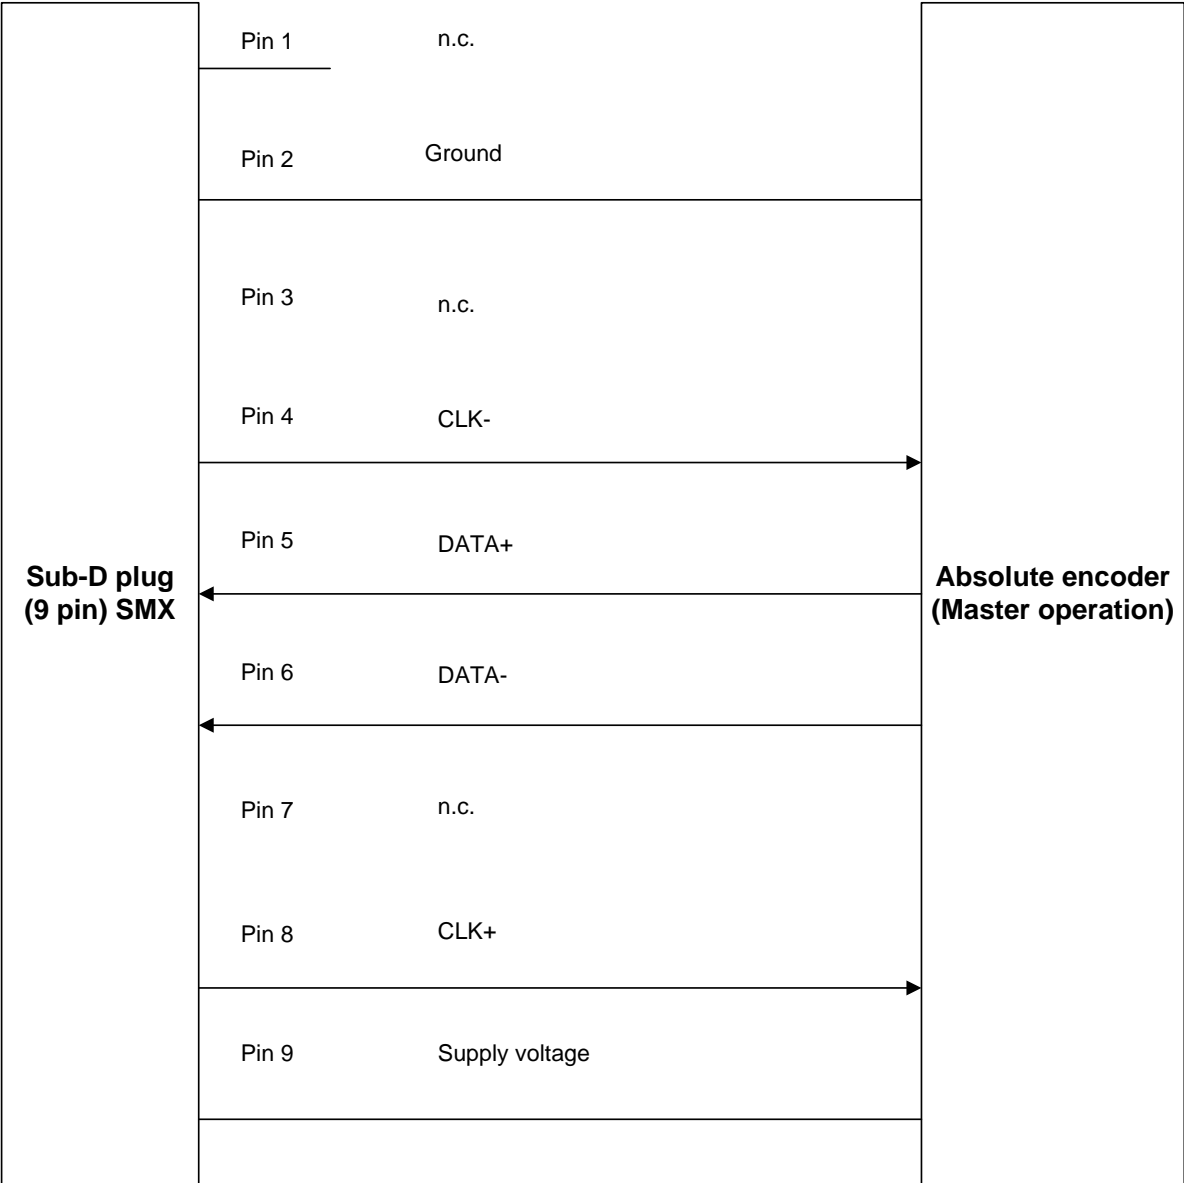 Pin 1 n.c.
Pin 2 Ground
Pin 3 n.c.
Pin 4 CLK-
Pin 5 DATA+
Sub-D plug
(9 pin) SMX
Absolute encoder
(Master operation)
Pin 6 DATA-
Pin 7 n.c.
Pin 8 CLK+
Pin 9 Supply voltage